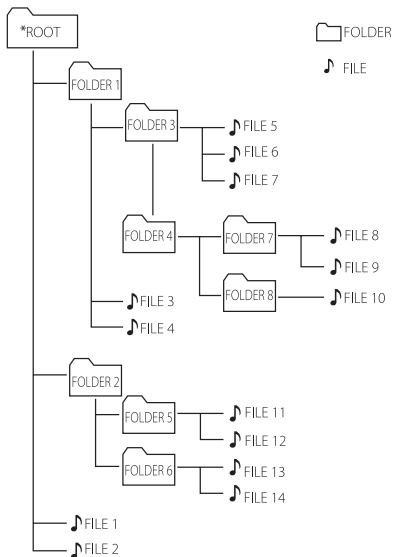 *ROOT
FOLDER
FILE
FOLDER 1
FOLDER 3
FILE 5
FILE 6
FILE 7
FOLDER 4
FOLDER 7
FILE 8
FILE 9
FOLDER 8
FILE 10
FILE 3
FILE 4
FOLDER 2
FOLDER 5
FILE 11
FILE 12
FOLDER 6
FILE 13
FILE 14
FILE 1
FILE 2